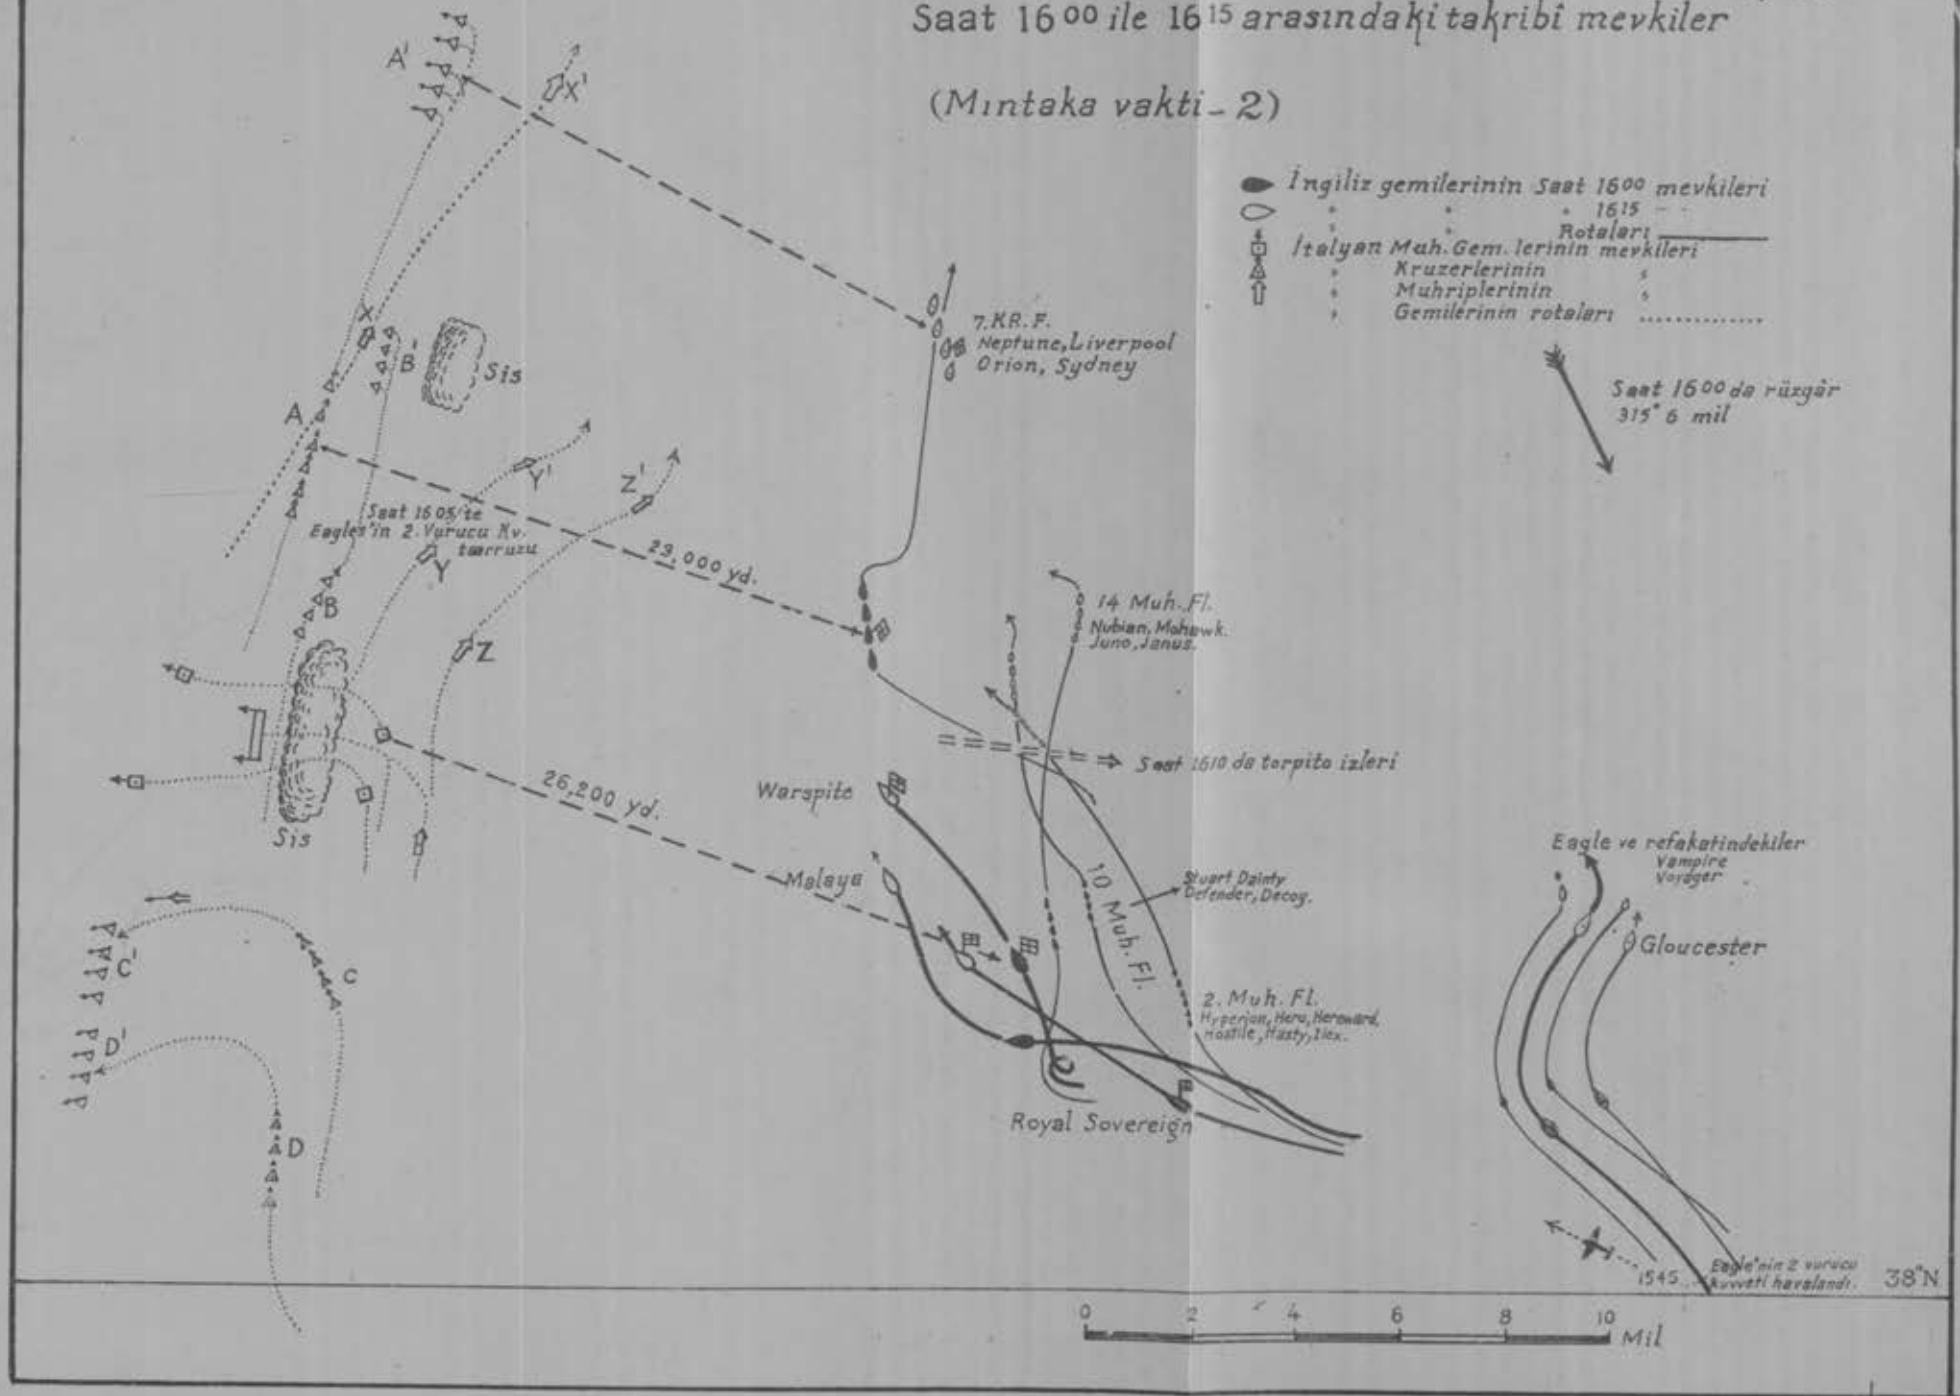 Saat 16⁰⁰ ile 16¹⁵ arasındaki takribî mevkiler
(Mıntaka vakti - 2)
İngiliz gemilerinin Saat 16⁰⁰ mevkileri
" " " 1615 - -
" " Rotaları
İtalyan Muh. Gem. lerinin mevkileri
" Kruzerlerinin "
" Muhriplerinin "
" Gemilerinin rotaları
A'
X'
7. KR. F.
Neptune, Liverpool
Orion, Sydney
Saat 16⁰⁰ da rüzgâr
315° 6 mil
X
B'
Sis
A
Y'
Z'
Saat 1605'te
Eagles'in 2. Vurucu Kv.
taarruzu
23,000 yd.
Y
B
Z
14 Muh. Fl.
Nubian, Mohawk.
Juno, Janus.
Saat 1610 da torpito izleri
Warspite
26,200 yd.
Sis
Malaya
10 Muh. Fl.
Stuart Dainty
Defender, Decoy.
Eagle ve refakatindekiler
Vampire
Voyager
Gloucester
C'
C
2. Muh. Fl.
Hyperion, Hero, Hereward,
Hostile, Hasty, Ilex.
D'
D
Royal Sovereign
1545
Eagle'nin 2 vurucu
kuvveti havalandı.
38°N
0 2 4 6 8 10
Mil